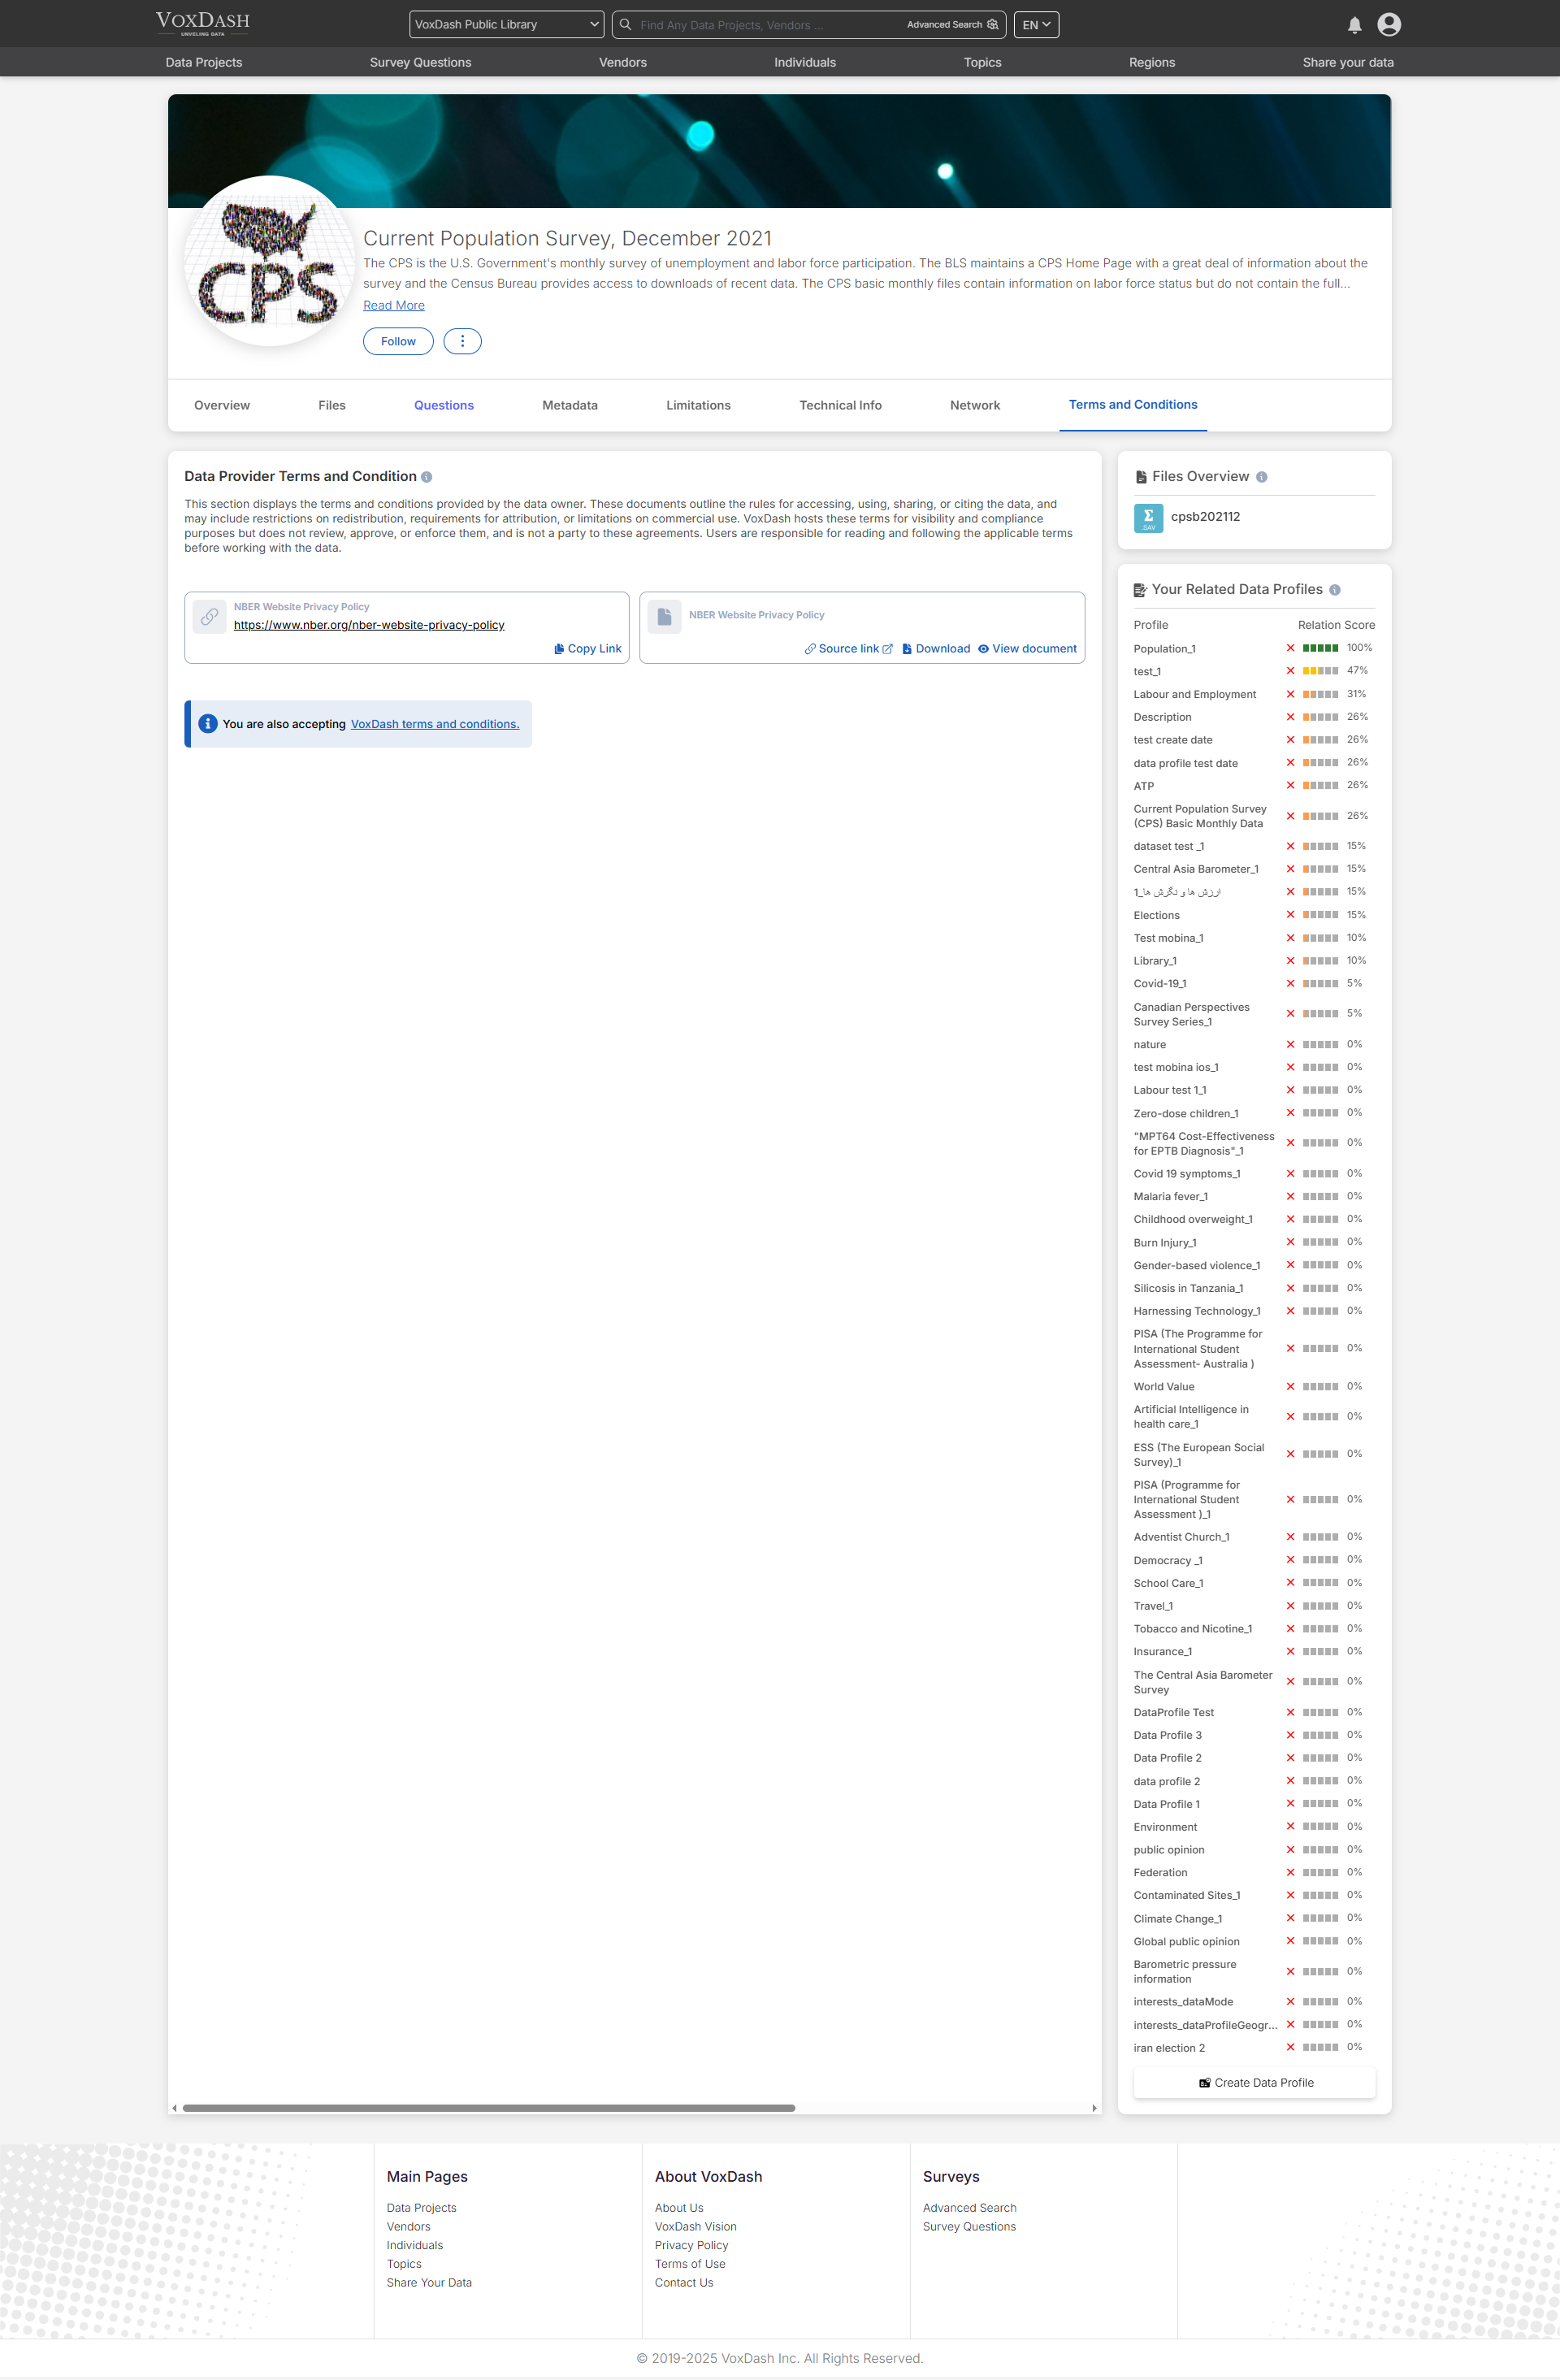 VOXDASH
UNVEILING DATA
VoxDash Public Library
Find Any Data Projects, Vendors ...
Advanced Search
EN
Data Projects
Survey Questions
Vendors
Individuals
Topics
Regions
Share your data
CPS
Current Population Survey, December 2021
The CPS is the U.S. Government's monthly survey of unemployment and labor force participation. The BLS maintains a CPS Home Page with a great deal of information about the
survey and the Census Bureau provides access to downloads of recent data. The CPS basic monthly files contain information on labor force status but do not contain the full...
Read More
Follow
Overview
Files
Questions
Metadata
Limitations
Technical Info
Network
Terms and Conditions
Data Provider Terms and Condition
This section displays the terms and conditions provided by the data owner. These documents outline the rules for accessing, using, sharing, or citing the data, and
may include restrictions on redistribution, requirements for attribution, or limitations on commercial use. VoxDash hosts these terms for visibility and compliance
purposes but does not review, approve, or enforce them, and is not a party to these agreements. Users are responsible for reading and following the applicable terms
before working with the data.
NBER Website Privacy Policy
https://www.nber.org/nber-website-privacy-policy
Copy Link
NBER Website Privacy Policy
Source link Download View document
You are also accepting VoxDash terms and conditions.
Files Overview
SAV
cpsb202112
Your Related Data Profiles
Profile Relation Score
Population_1 100%
test_1 47%
Labour and Employment 31%
Description 26%
test create date 26%
data profile test date 26%
ATP 26%
Current Population Survey
(CPS) Basic Monthly Data 26%
dataset test _1 15%
Central Asia Barometer_1 15%
ارزش ها و نگرش ها_1 15%
Elections 15%
Test mobina_1 10%
Library_1 10%
Covid-19_1 5%
Canadian Perspectives
Survey Series_1 5%
nature 0%
test mobina ios_1 0%
Labour test 1_1 0%
Zero-dose children_1 0%
"MPT64 Cost-Effectiveness
for EPTB Diagnosis"_1 0%
Covid 19 symptoms_1 0%
Malaria fever_1 0%
Childhood overweight_1 0%
Burn Injury_1 0%
Gender-based violence_1 0%
Silicosis in Tanzania_1 0%
Harnessing Technology_1 0%
PISA (The Programme for
International Student
Assessment- Australia ) 0%
World Value 0%
Artificial Intelligence in
health care_1 0%
ESS (The European Social
Survey)_1 0%
PISA (Programme for
International Student
Assessment )_1 0%
Adventist Church_1 0%
Democracy _1 0%
School Care_1 0%
Travel_1 0%
Tobacco and Nicotine_1 0%
Insurance_1 0%
The Central Asia Barometer
Survey 0%
DataProfile Test 0%
Data Profile 3 0%
Data Profile 2 0%
data profile 2 0%
Data Profile 1 0%
Environment 0%
public opinion 0%
Federation 0%
Contaminated Sites_1 0%
Climate Change_1 0%
Global public opinion 0%
Barometric pressure
information 0%
interests_dataMode 0%
interests_dataProfileGeogr... 0%
iran election 2 0%
Create Data Profile
Main Pages
Data Projects
Vendors
Individuals
Topics
Share Your Data
About VoxDash
About Us
VoxDash Vision
Privacy Policy
Terms of Use
Contact Us
Surveys
Advanced Search
Survey Questions
© 2019-2025 VoxDash Inc. All Rights Reserved.